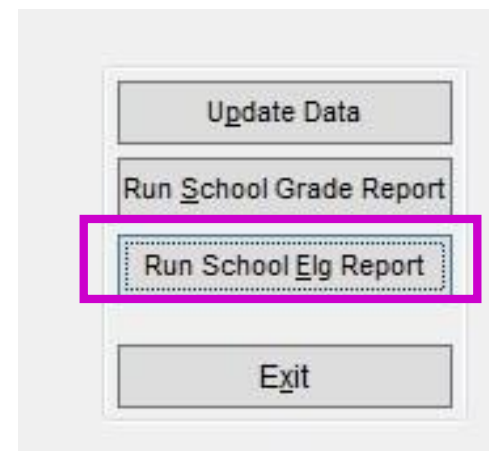 Update Data
Run School Grade Report
Run School Elg Report
Exit